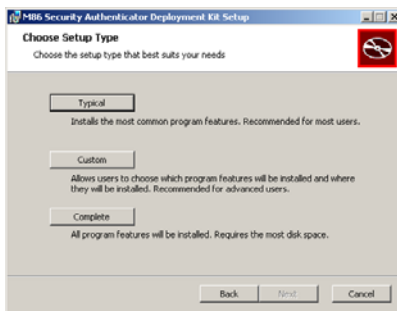 M86 Security Authenticator Deployment Kit Setup
Choose Setup Type
Choose the setup type that best suits your needs
Typical
Installs the most common program features. Recommended for most users.
Custom
Allows users to choose which program features will be installed and where
they will be installed. Recommended for advanced users.
Complete
All program features will be installed. Requires the most disk space.
Back Next Cancel